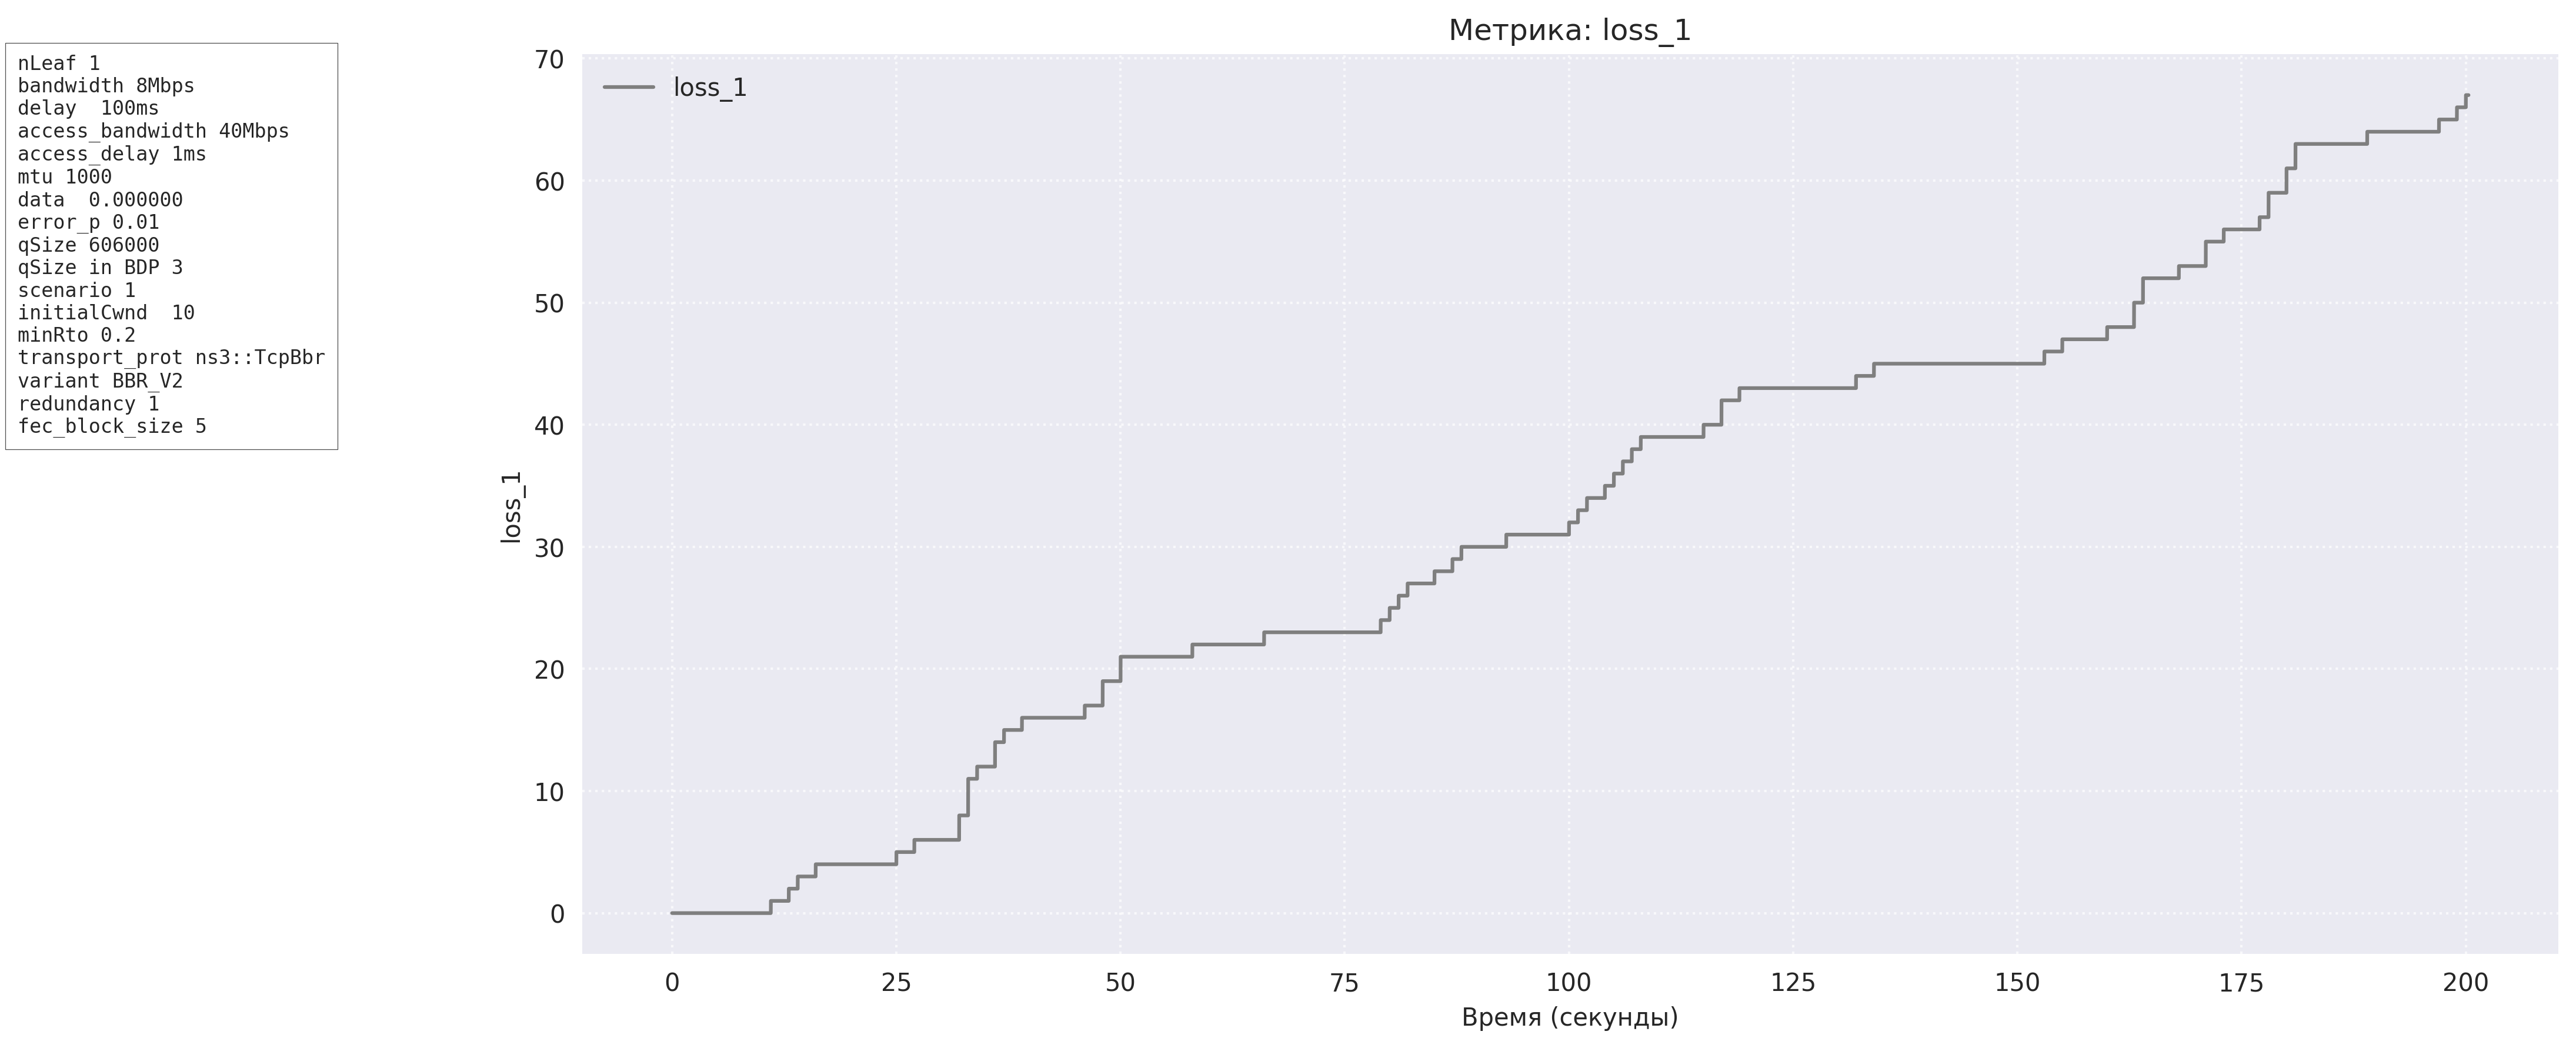 nLeaf 1
bandwidth 8Mbps
delay  100ms
access_bandwidth 40Mbps
access_delay 1ms
mtu 1000
data  0.000000
error_p 0.01
qSize 606000
qSize in BDP 3
scenario 1
initialCwnd  10
minRto 0.2
transport_prot ns3::TcpBbr
variant BBR_V2
redundancy 1
fec_block_size 5
Метрика: loss_1
loss_1
loss_1
70
60
50
40
30
20
10
0
0 25 50 75 100 125 150 175 200
Время (секунды)